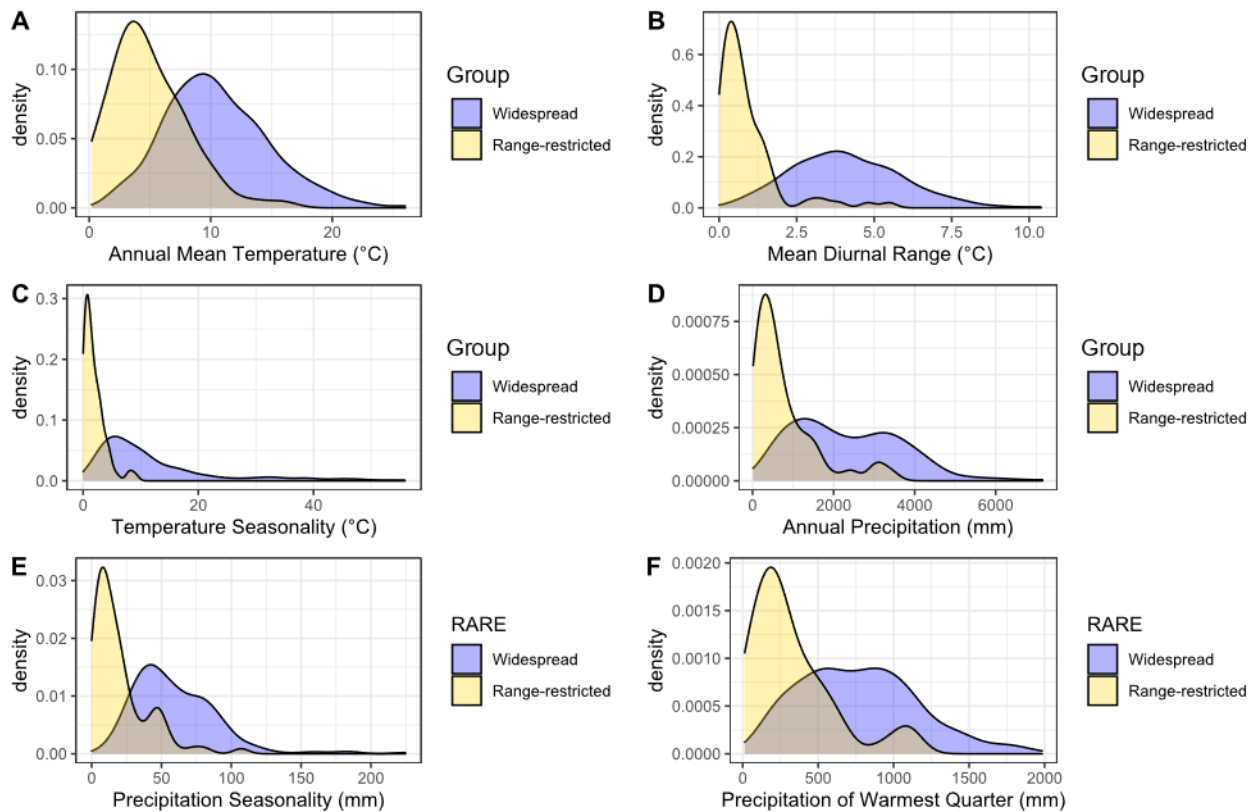 A
density
0.10
0.05
0.00
0
10
20
Annual Mean Temperature (°C)
Group
Widespread
Range-restricted
B
density
0.6
0.4
0.2
0.0
0.0
2.5
5.0
7.5
10.0
Mean Diurnal Range (°C)
Group
Widespread
Range-restricted
C
density
0.3
0.2
0.1
0.0
0
20
40
Temperature Seasonality (°C)
Group
Widespread
Range-restricted
D
density
0.00075
0.00050
0.00025
0.00000
0
2000
4000
6000
Annual Precipitation (mm)
Group
Widespread
Range-restricted
E
density
0.03
0.02
0.01
0.00
0
50
100
150
200
Precipitation Seasonality (mm)
RARE
Widespread
Range-restricted
F
density
0.0020
0.0015
0.0010
0.0005
0.0000
0
500
1000
1500
2000
Precipitation of Warmest Quarter (mm)
RARE
Widespread
Range-restricted